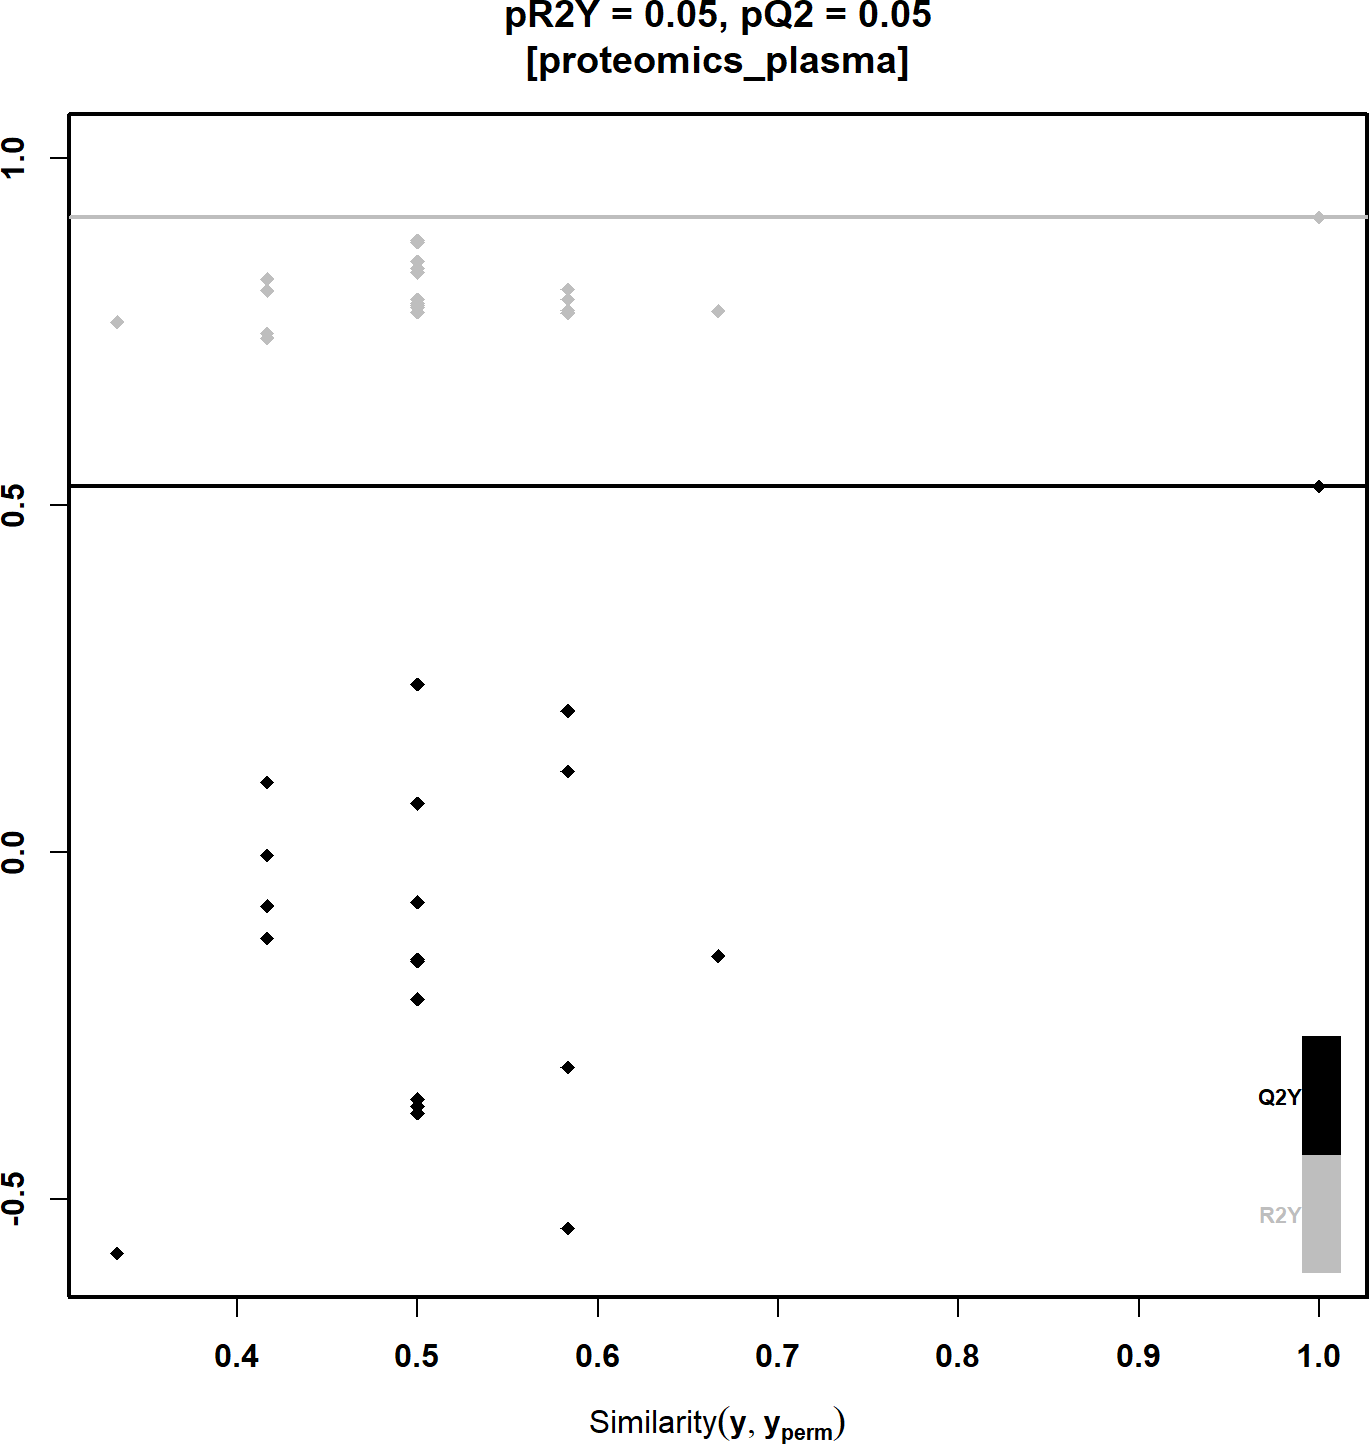 pR2Y = 0.05, pQ2 = 0.05
[proteomics_plasma]
1.0
0.5
0.0
-0.5
Q2Y
R2Y
0.4 0.5 0.6 0.7 0.8 0.9 1.0
Similarity(y, yperm)